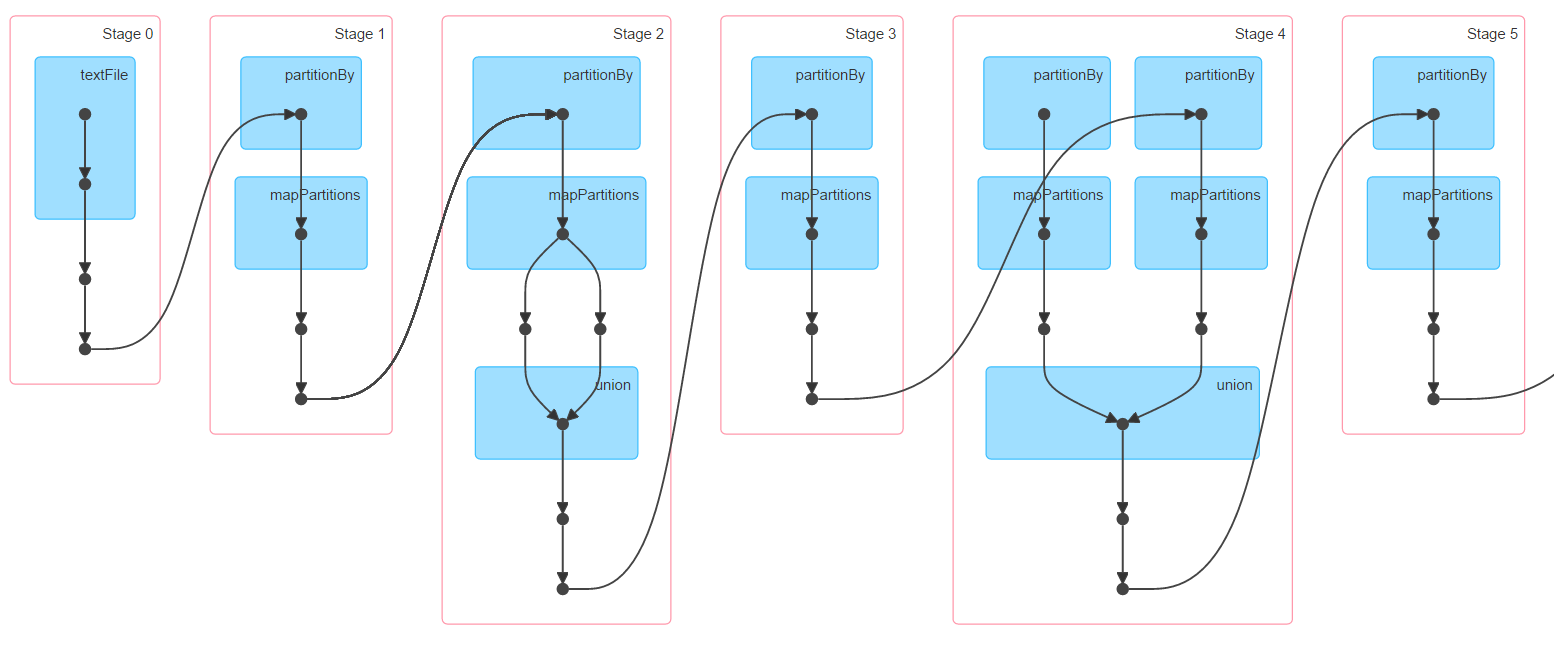 Stage 0
textFile
Stage 1
partitionBy
mapPartitions
Stage 2
partitionBy
mapPartitions
union
Stage 3
partitionBy
mapPartitions
Stage 4
partitionBy
partitionBy
mapPartitions
mapPartitions
union
Stage 5
partitionBy
mapPartitions